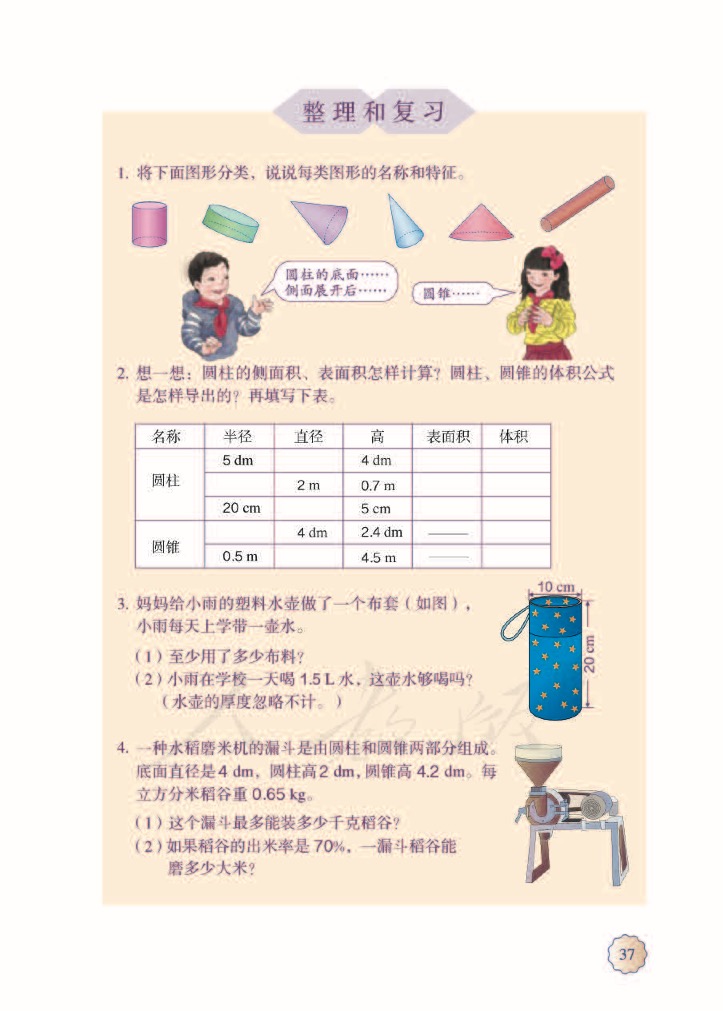 整理和复习
1. 将下面图形分类，说说每类图形的名称和特征。
圆柱的底面……
侧面展开后……
圆锥……
2. 想一想：圆柱的侧面积、表面积怎样计算？圆柱、圆锥的体积公式
是怎样导出的？再填写下表。
名称 半径 直径 高 表面积 体积
圆柱
5 dm 4 dm
2 m 0.7 m
20 cm 5 cm
圆锥
4 dm 2.4 dm ——
0.5 m 4.5 m ——
3. 妈妈给小雨的塑料水壶做了一个布套（如图），
小雨每天上学带一壶水。
（1）至少用了多少布料？
（2）小雨在学校一天喝 1.5 L 水，这壶水够喝吗？
（水壶的厚度忽略不计。）
10 cm
20 cm
4. 一种水稻磨米机的漏斗是由圆柱和圆锥两部分组成。
底面直径是4 dm，圆柱高2 dm，圆锥高 4.2 dm。每
立方分米稻谷重 0.65 kg。
（1）这个漏斗最多能装多少千克稻谷？
（2）如果稻谷的出米率是 70%，一漏斗稻谷能
磨多少大米？
人教版
37